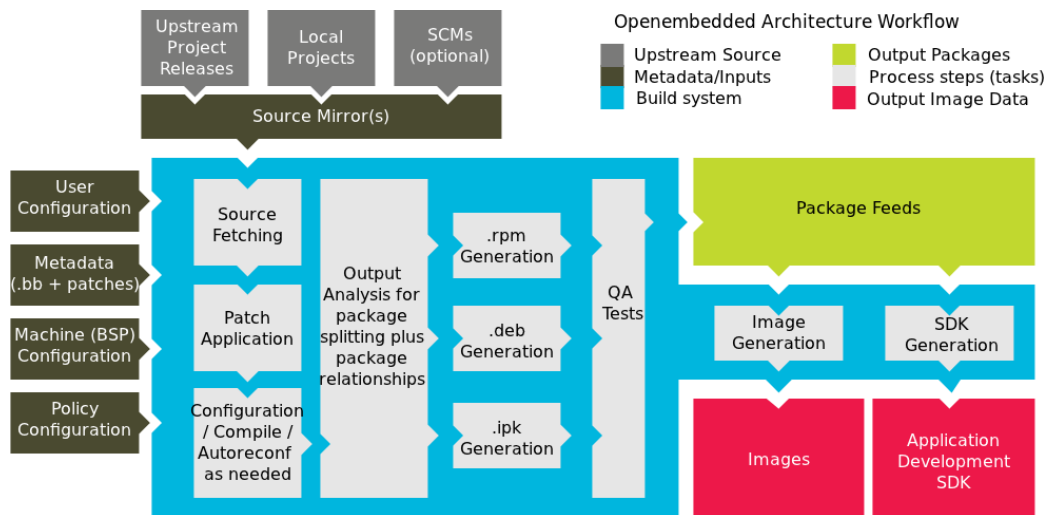 Upstream
Project
Releases
Local
Projects
SCMs
(optional)
Openembedded Architecture Workflow
Upstream Source
Metadata/Inputs
Build system
Output Packages
Process steps (tasks)
Output Image Data
Source Mirror(s)
User
Configuration
Metadata
(.bb + patches)
Machine (BSP)
Configuration
Policy
Configuration
Source
Fetching
Patch
Application
Configuration
/ Compile /
Autoreconf
as needed
Output
Analysis for
package
splitting plus
package
relationships
.rpm
Generation
.deb
Generation
.ipk
Generation
QA
Tests
Package Feeds
Image
Generation
SDK
Generation
Images
Application
Development
SDK